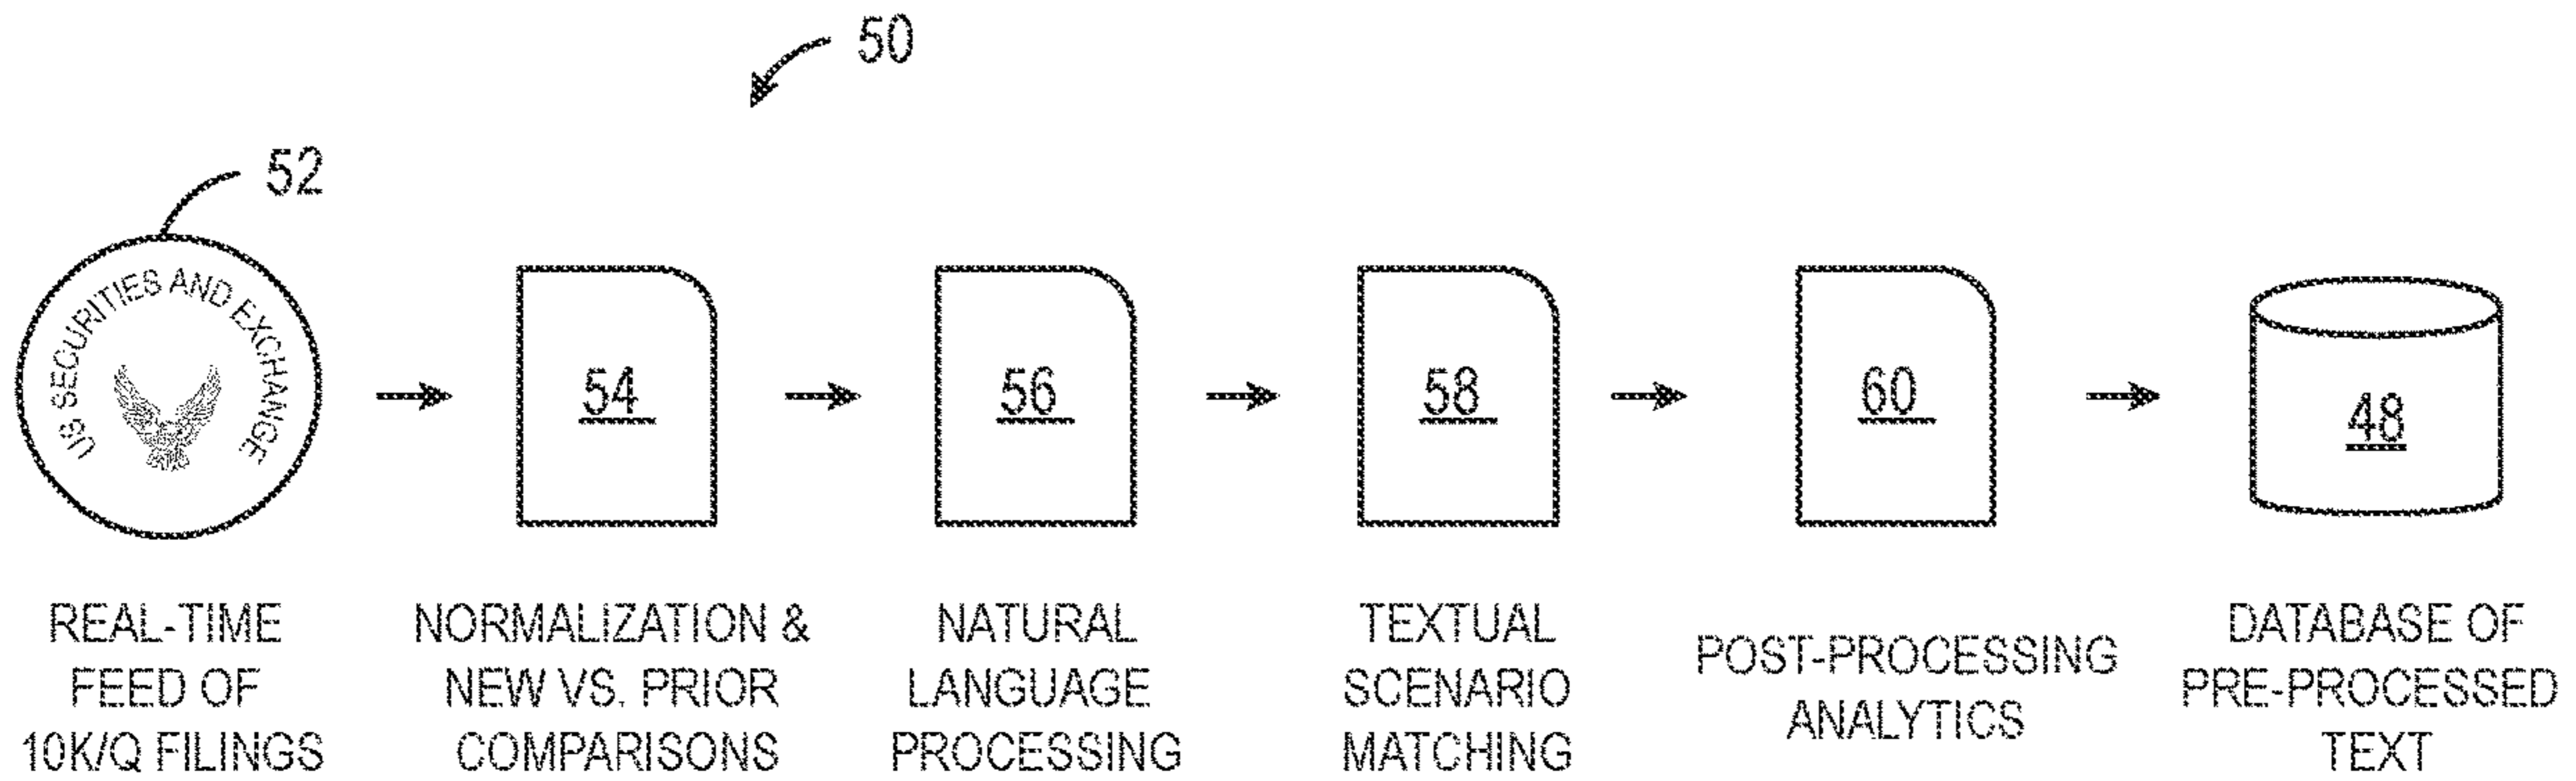 50
52
US SECURITIES AND EXCHANGE
54
56
58
60
48
REAL-TIME
FEED OF
10K/Q FILINGS
NORMALIZATION &
NEW VS. PRIOR
COMPARISONS
NATURAL
LANGUAGE
PROCESSING
TEXTUAL
SCENARIO
MATCHING
POST-PROCESSING
ANALYTICS
DATABASE OF
PRE-PROCESSED
TEXT